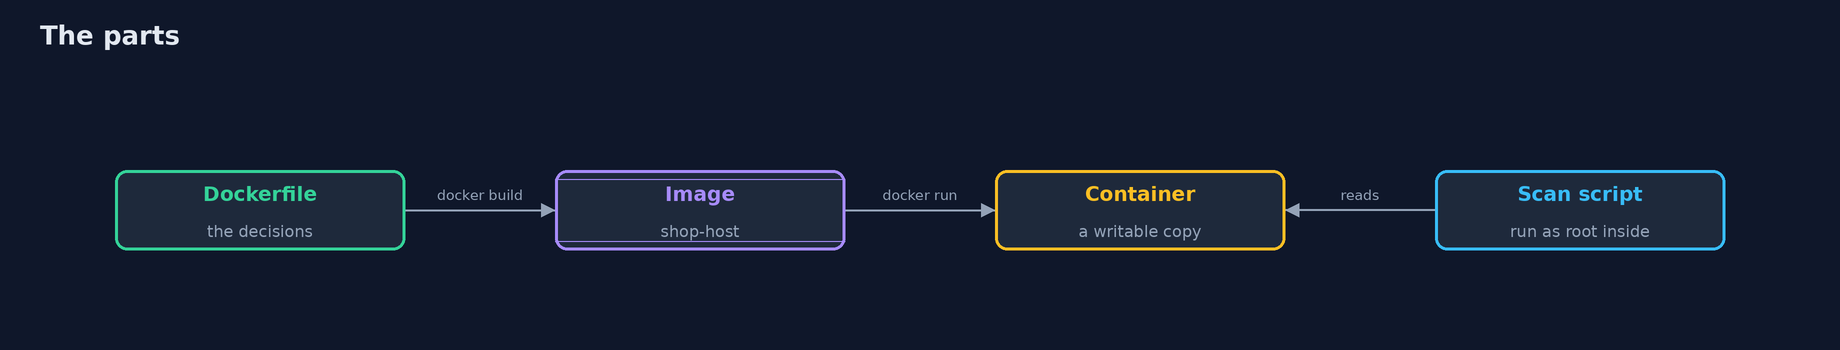 The parts
Dockerfile
the decisions
docker build
Image
shop-host
docker run
Container
a writable copy
reads
Scan script
run as root inside